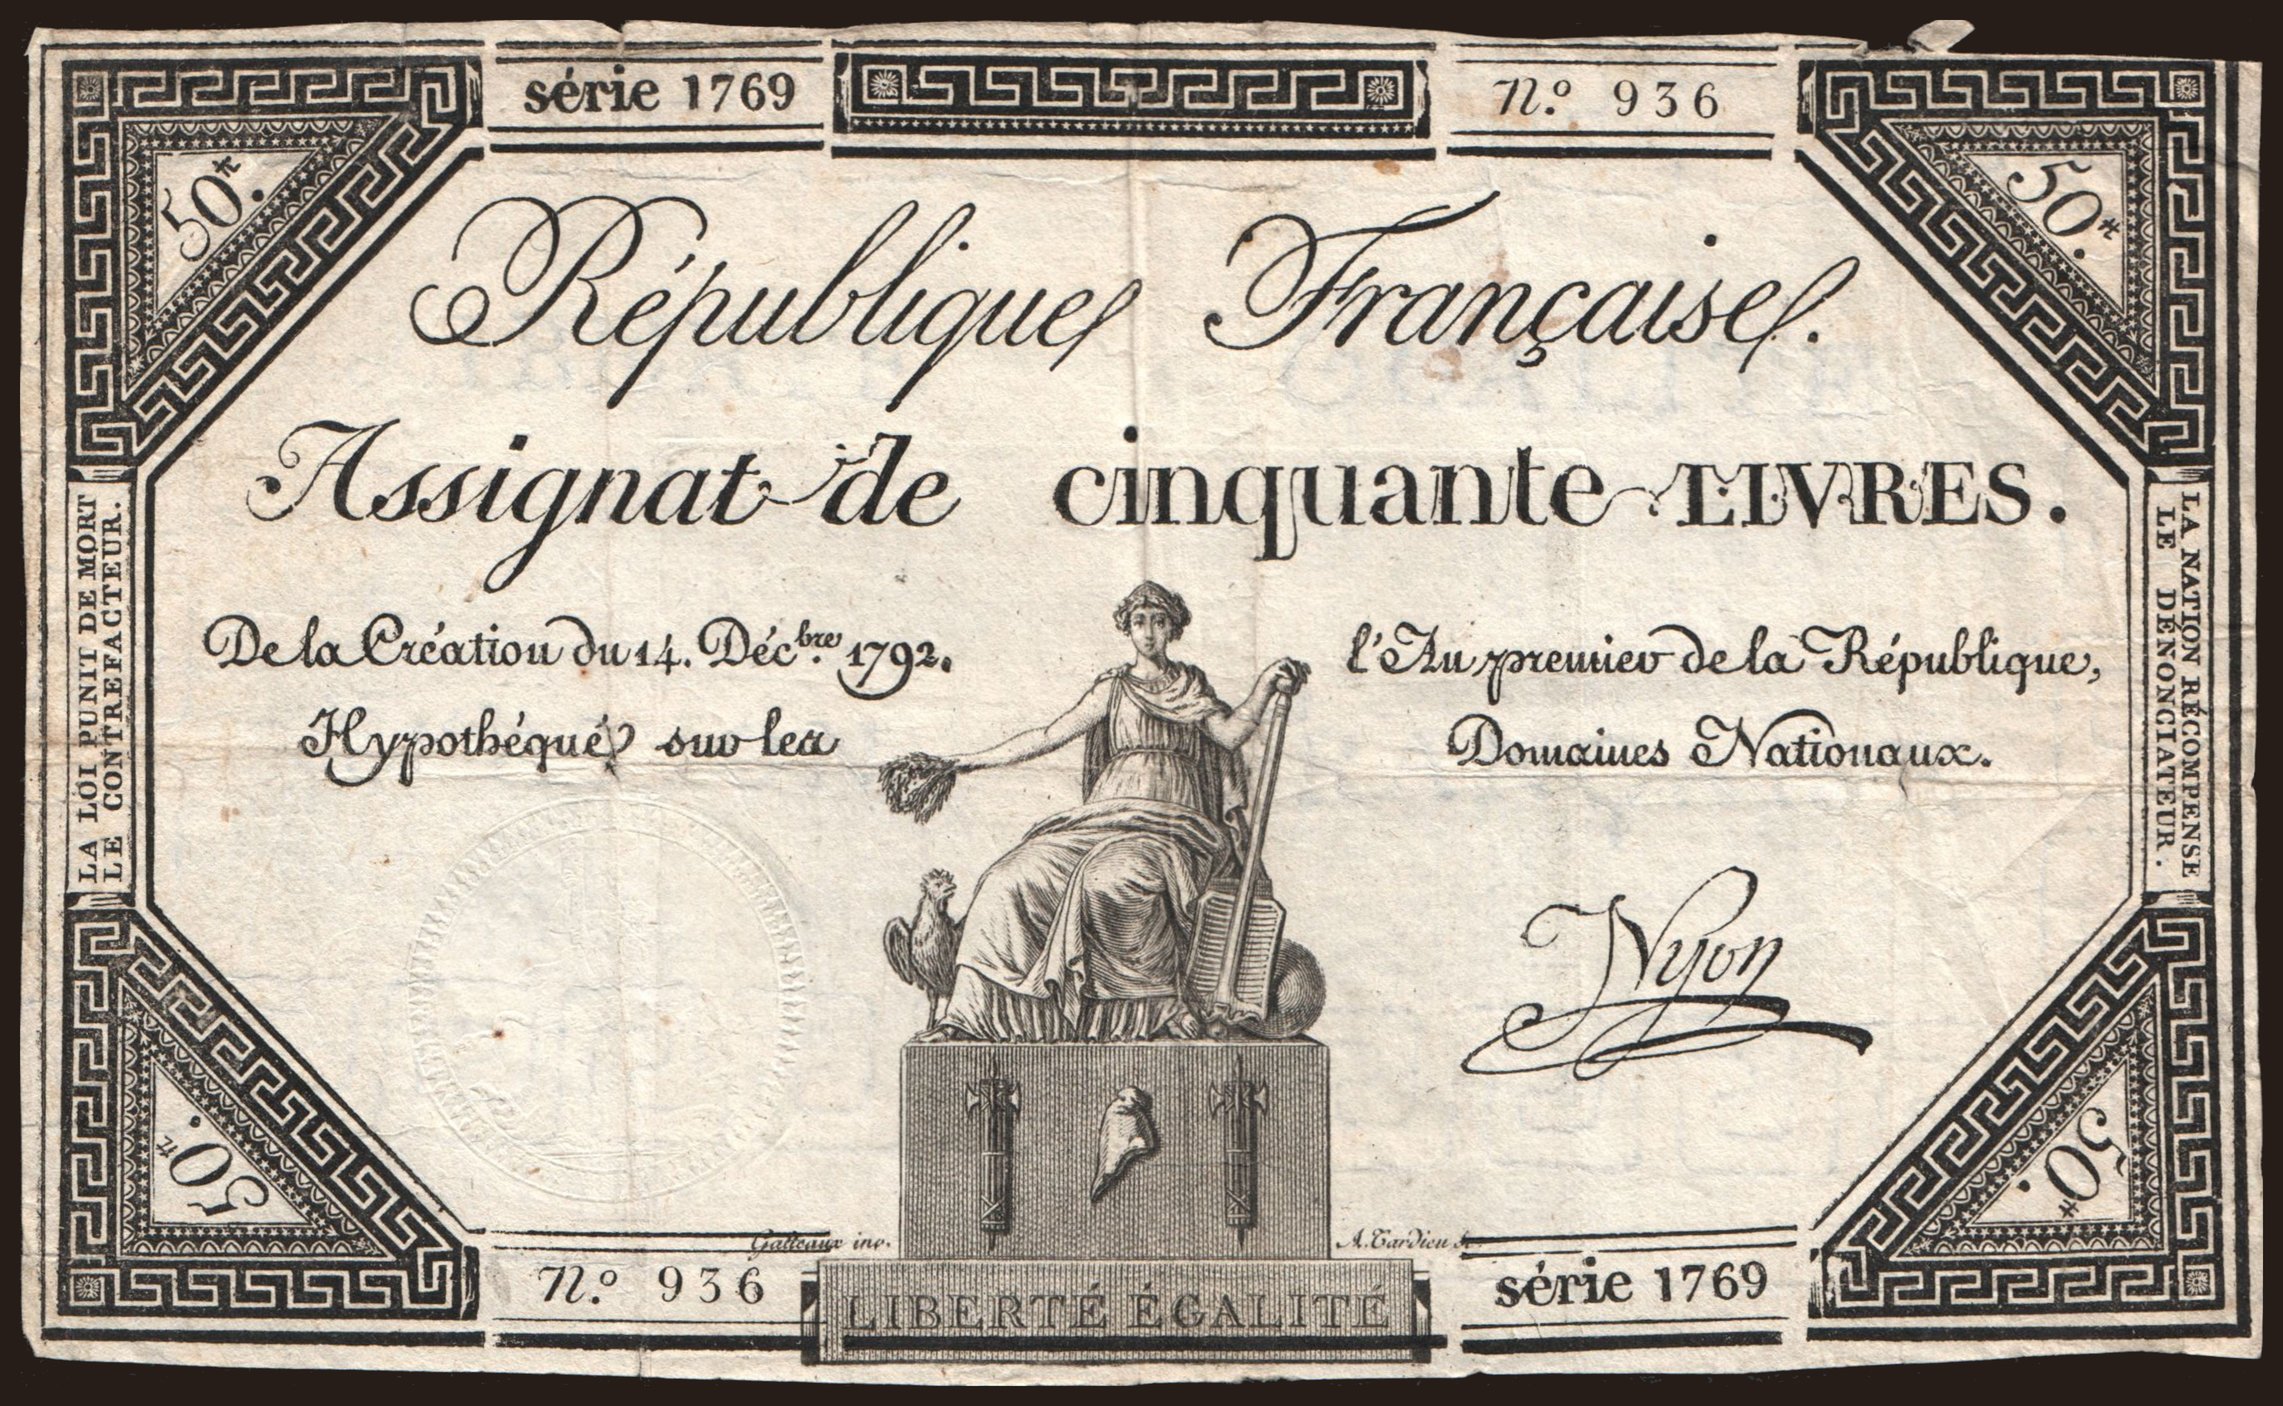 série 1769
N.º 936
50.₶
50.₶
République Française.
Assignat de cinquante LIVRES.
De la Création du 14. Décbre. 1792.
l'An premier de la République,
Hypothéqué sur les
Domaines Nationaux.
LA LOI PUNIT DE MORT
LE CONTREFACTEUR.
LA NATION RÉCOMPENSE
LE DÉNONCIATEUR.
Nyon
50.₶
50.₶
Gatteaux inv.
A. Tardieu sc.
N.º 936
LIBERTÉ ÉGALITÉ
série 1769